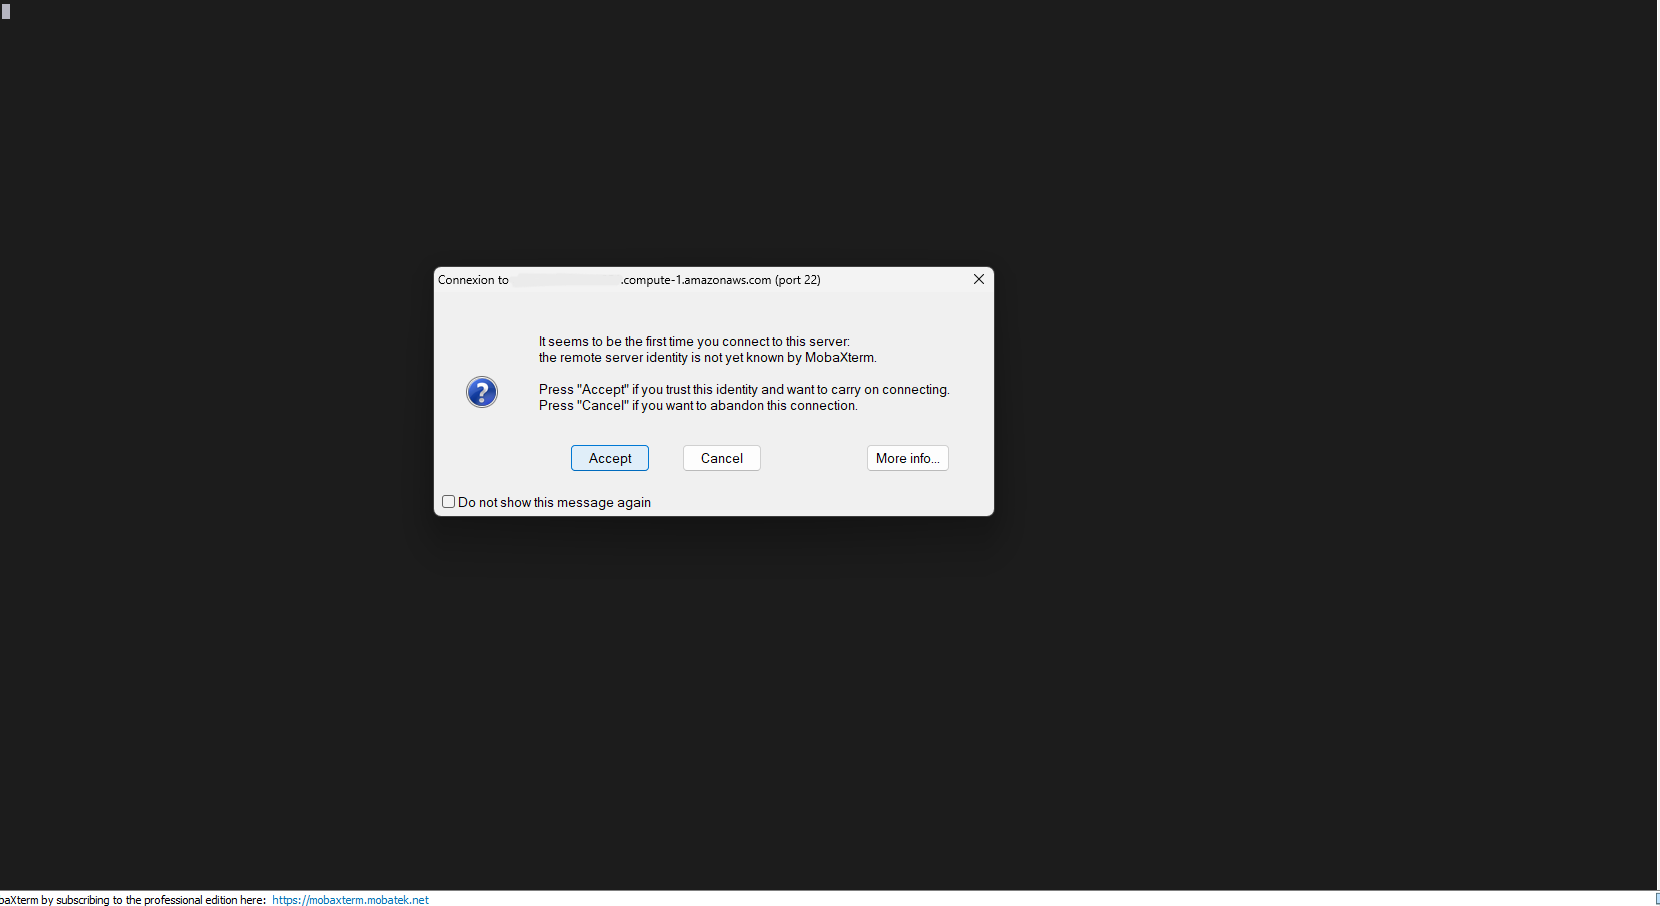 Connexion to .compute-1.amazonaws.com (port 22)
It seems to be the first time you connect to this server:
the remote server identity is not yet known by MobaXterm.
Press "Accept" if you trust this identity and want to carry on connecting.
Press "Cancel" if you want to abandon this connection.
Accept Cancel More info...
Do not show this message again
baXterm by subscribing to the professional edition here: https://mobaxterm.mobatek.net